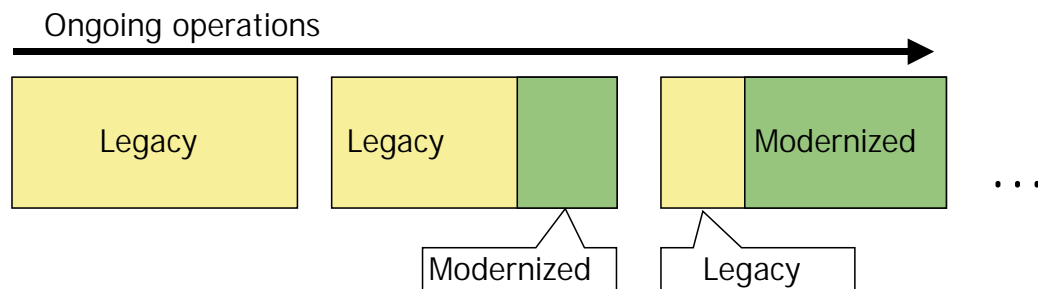 Ongoing operations
Legacy
Legacy
Modernized
...
Modernized
Legacy